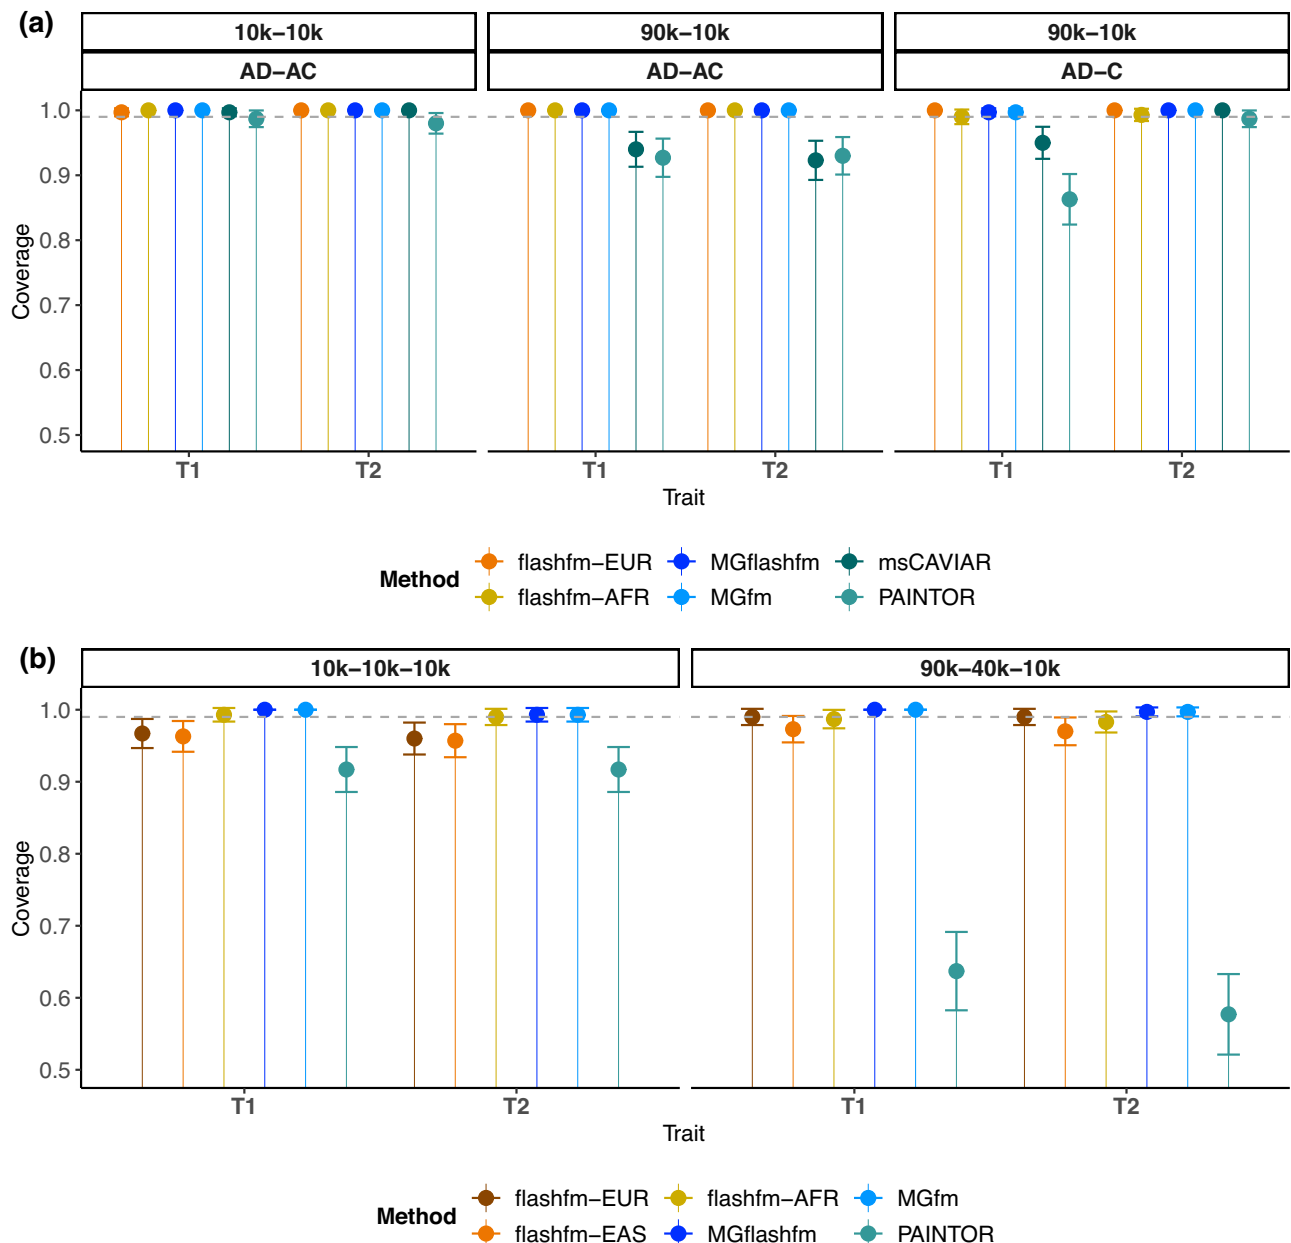 (a)
10k–10k 90k–10k 90k–10k
AD–AC AD–AC AD–C
Coverage
1.0
0.9
0.8
0.7
0.6
0.5
T1 T2 T1 T2 T1 T2
Trait
Method
flashfm–EUR MGflashfm msCAVIAR
flashfm–AFR MGfm PAINTOR
(b)
10k–10k–10k 90k–40k–10k
Coverage
1.0
0.9
0.8
0.7
0.6
0.5
T1 T2 T1 T2
Trait
Method
flashfm–EUR flashfm–AFR MGfm
flashfm–EAS MGflashfm PAINTOR